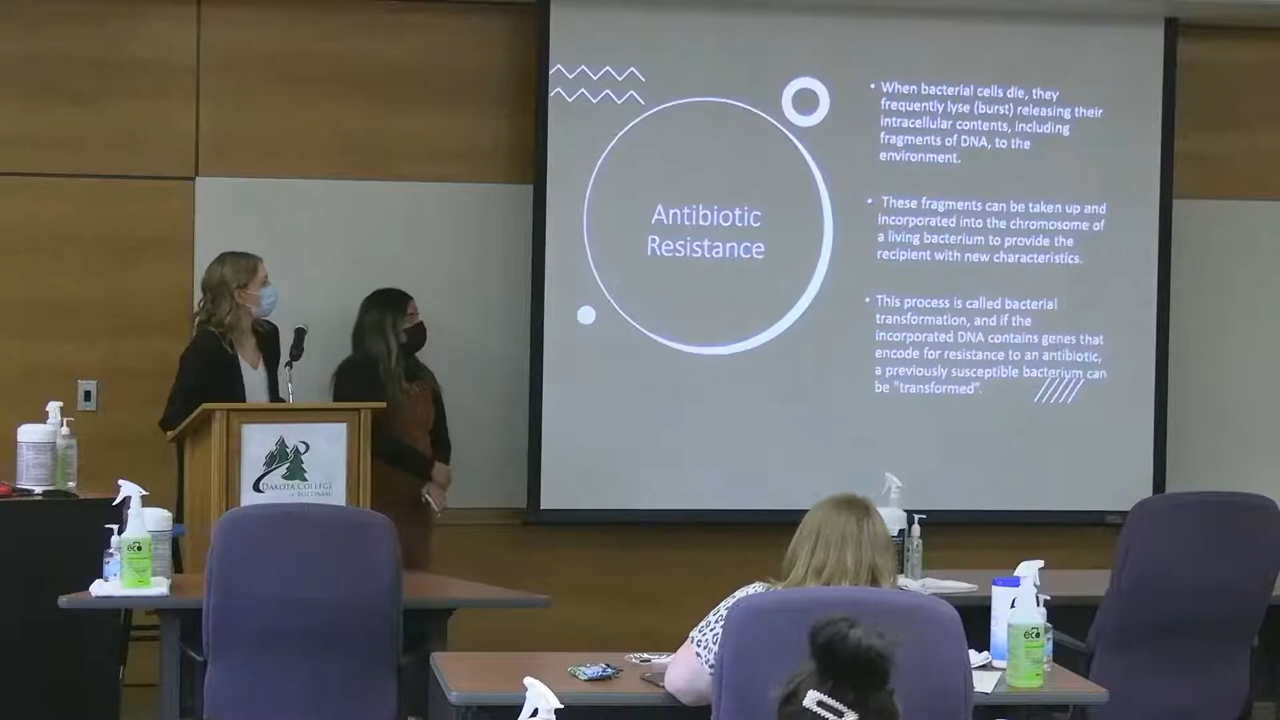 Antibiotic
Resistance
• When bacterial cells die, they
frequently lyse (burst) releasing their
intracellular contents, including
fragments of DNA, to the
environment.
• These fragments can be taken up and
incorporated into the chromosome of
a living bacterium to provide the
recipient with new characteristics.
• This process is called bacterial
transformation, and if the
incorporated DNA contains genes that
encode for resistance to an antibiotic,
a previously susceptible bacterium can
be "transformed".
DAKOTA COLLEGE
AT BOTTINEAU
eco
eco